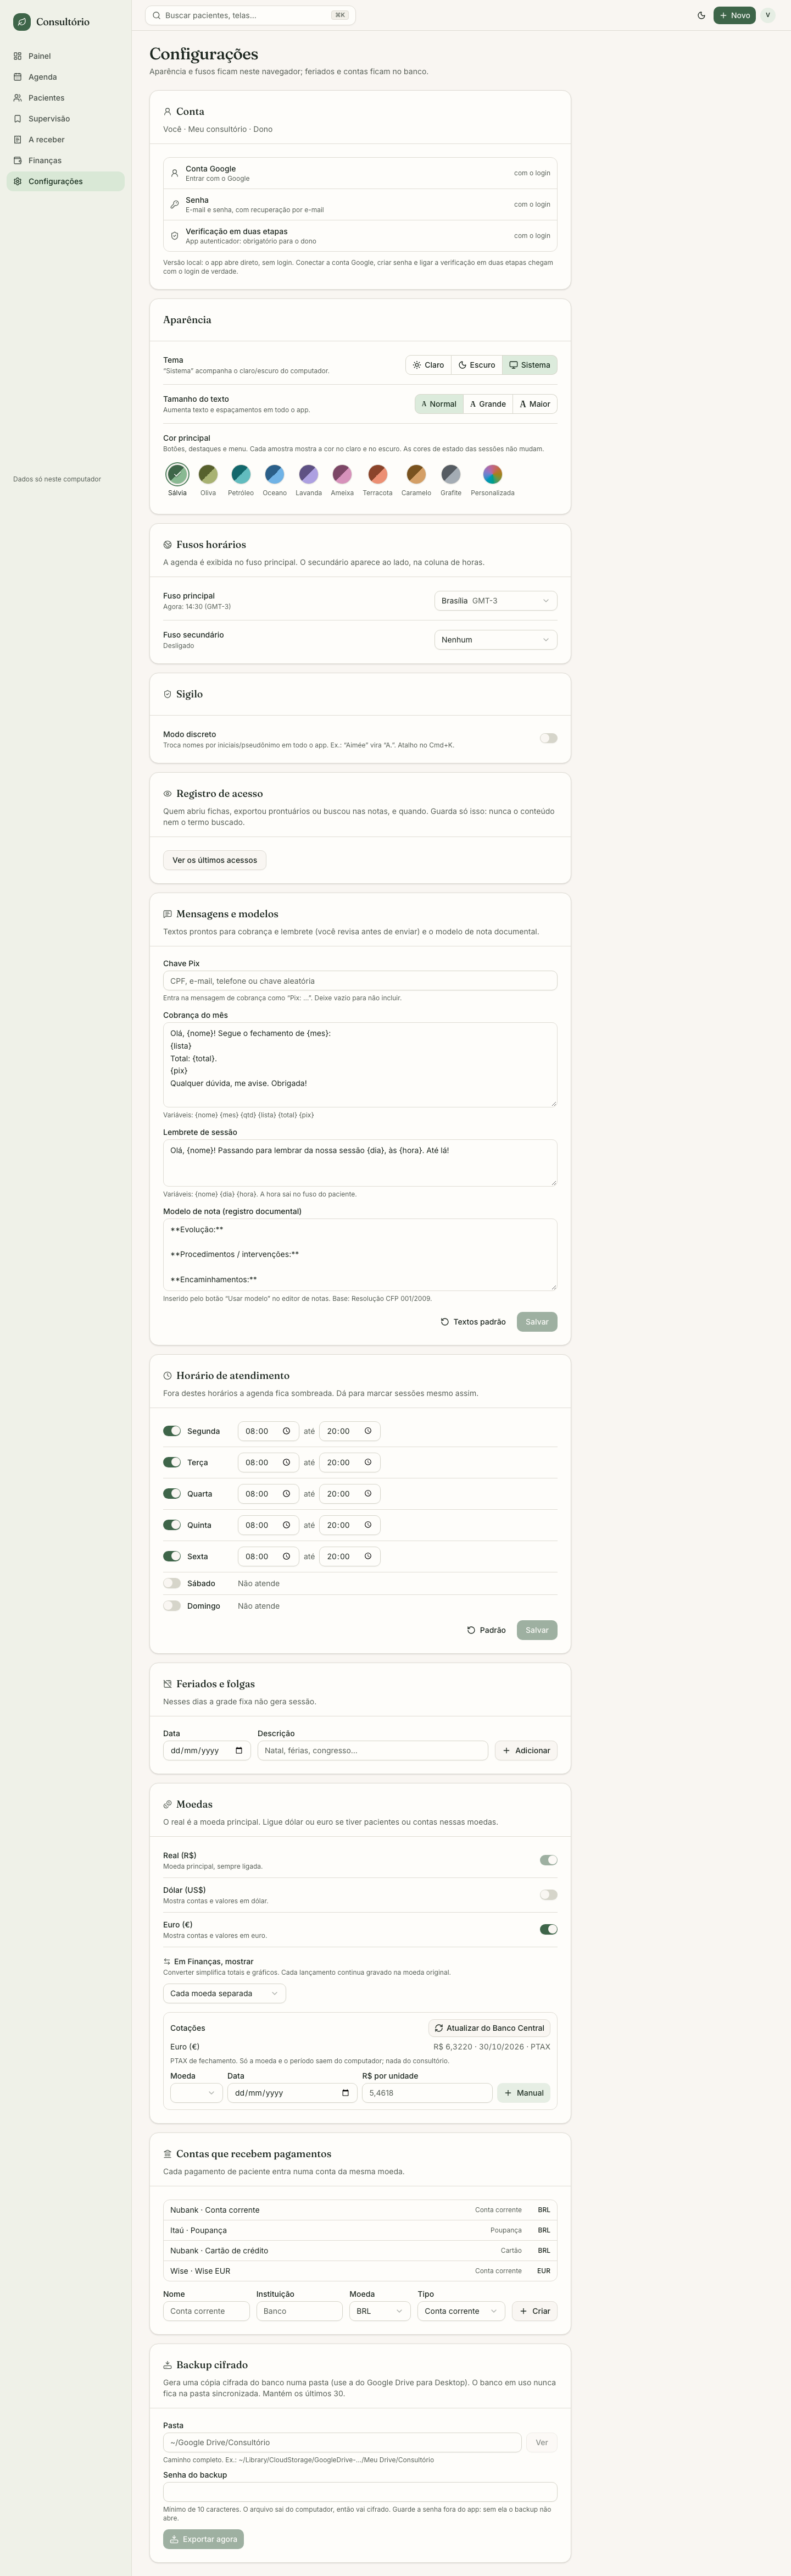 Consultório
Buscar pacientes, telas...
⌘K
Novo
V
Painel
Agenda
Pacientes
Supervisão
A receber
Finanças
Configurações
Dados só neste computador
Configurações
Aparência e fusos ficam neste navegador; feriados e contas ficam no banco.
Conta
Você · Meu consultório · Dono
Conta Google
Entrar com o Google
com o login
Senha
E-mail e senha, com recuperação por e-mail
com o login
Verificação em duas etapas
App autenticador: obrigatório para o dono
com o login
Versão local: o app abre direto, sem login. Conectar a conta Google, criar senha e ligar a verificação em duas etapas chegam
com o login de verdade.
Aparência
Tema
“Sistema” acompanha o claro/escuro do computador.
Claro
Escuro
Sistema
Tamanho do texto
Aumenta texto e espaçamentos em todo o app.
A Normal
A Grande
A Maior
Cor principal
Botões, destaques e menu. Cada amostra mostra a cor no claro e no escuro. As cores de estado das sessões não mudam.
Sálvia
Oliva
Petróleo
Oceano
Lavanda
Ameixa
Terracota
Caramelo
Grafite
Personalizada
Fusos horários
A agenda é exibida no fuso principal. O secundário aparece ao lado, na coluna de horas.
Fuso principal
Agora: 14:30 (GMT-3)
Brasília GMT-3
Fuso secundário
Desligado
Nenhum
Sigilo
Modo discreto
Troca nomes por iniciais/pseudônimo em todo o app. Ex.: “Aimée” vira “A.”. Atalho no Cmd+K.
Registro de acesso
Quem abriu fichas, exportou prontuários ou buscou nas notas, e quando. Guarda só isso: nunca o conteúdo
nem o termo buscado.
Ver os últimos acessos
Mensagens e modelos
Textos prontos para cobrança e lembrete (você revisa antes de enviar) e o modelo de nota documental.
Chave Pix
CPF, e-mail, telefone ou chave aleatória
Entra na mensagem de cobrança como “Pix: ...”. Deixe vazio para não incluir.
Cobrança do mês
Olá, {nome}! Segue o fechamento de {mes}:
{lista}
Total: {total}.
{pix}
Qualquer dúvida, me avise. Obrigada!
Variáveis: {nome} {mes} {qtd} {lista} {total} {pix}
Lembrete de sessão
Olá, {nome}! Passando para lembrar da nossa sessão {dia}, às {hora}. Até lá!
Variáveis: {nome} {dia} {hora}. A hora sai no fuso do paciente.
Modelo de nota (registro documental)
**Evolução:**
**Procedimentos / intervenções:**
**Encaminhamentos:**
Inserido pelo botão “Usar modelo” no editor de notas. Base: Resolução CFP 001/2009.
Textos padrão
Salvar
Horário de atendimento
Fora destes horários a agenda fica sombreada. Dá para marcar sessões mesmo assim.
Segunda 08:00 até 20:00
Terça 08:00 até 20:00
Quarta 08:00 até 20:00
Quinta 08:00 até 20:00
Sexta 08:00 até 20:00
Sábado Não atende
Domingo Não atende
Padrão
Salvar
Feriados e folgas
Nesses dias a grade fixa não gera sessão.
Data
Descrição
dd/mm/yyyy
Natal, férias, congresso...
Adicionar
Moedas
O real é a moeda principal. Ligue dólar ou euro se tiver pacientes ou contas nessas moedas.
Real (R$)
Moeda principal, sempre ligada.
Dólar (US$)
Mostra contas e valores em dólar.
Euro (€)
Mostra contas e valores em euro.
Em Finanças, mostrar
Converter simplifica totais e gráficos. Cada lançamento continua gravado na moeda original.
Cada moeda separada
Cotações
Atualizar do Banco Central
Euro (€)
R$ 6,3220 · 30/10/2026 · PTAX
PTAX de fechamento. Só a moeda e o período saem do computador; nada do consultório.
Moeda
Data
R$ por unidade
dd/mm/yyyy
5,4618
Manual
Contas que recebem pagamentos
Cada pagamento de paciente entra numa conta da mesma moeda.
Nubank · Conta corrente Conta corrente BRL
Itaú · Poupança Poupança BRL
Nubank · Cartão de crédito Cartão BRL
Wise · Wise EUR Conta corrente EUR
Nome
Instituição
Moeda
Tipo
Conta corrente
Banco
BRL
Conta corrente
Criar
Backup cifrado
Gera uma cópia cifrada do banco numa pasta (use a do Google Drive para Desktop). O banco em uso nunca
fica na pasta sincronizada. Mantém os últimos 30.
Pasta
~/Google Drive/Consultório
Ver
Caminho completo. Ex.: ~/Library/CloudStorage/GoogleDrive-.../Meu Drive/Consultório
Senha do backup
Mínimo de 10 caracteres. O arquivo sai do computador, então vai cifrado. Guarde a senha fora do app: sem ela o backup não
abre.
Exportar agora